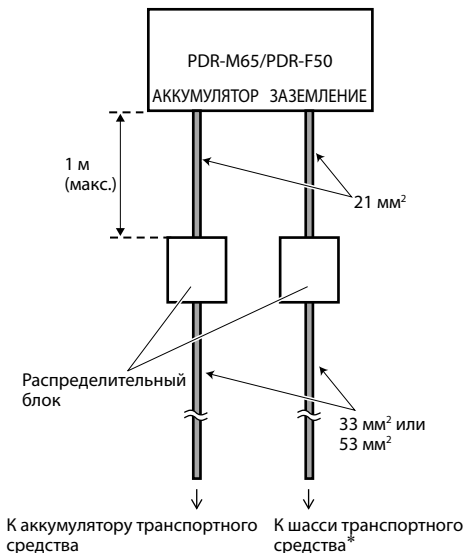 PDR-M65/PDR-F50
АККУМУЛЯТОР ЗАЗЕМЛЕНИЕ
1 м
(макс.)
21 мм²
Распределительный
блок
33 мм² или
53 мм²
К аккумулятору транспортного
средства
К шасси транспортного
средства*